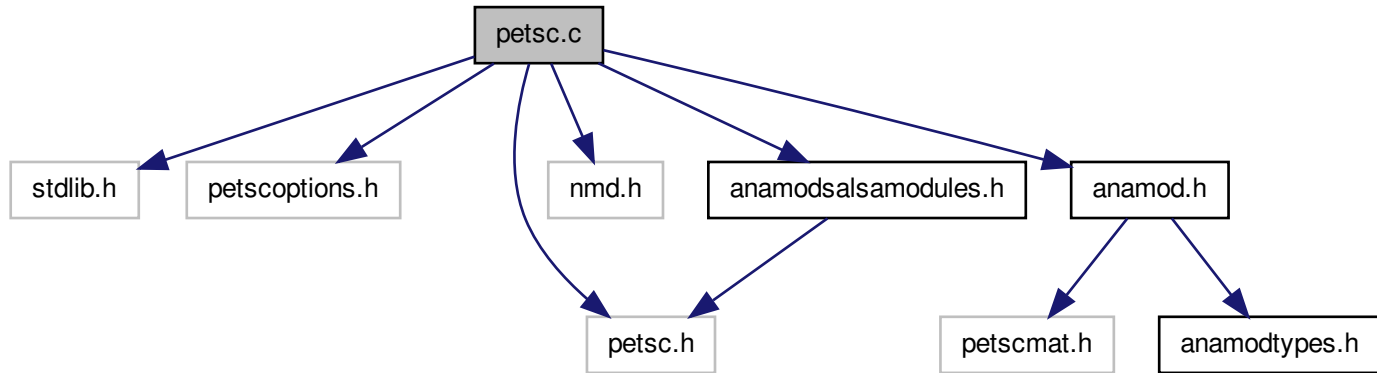 petsc.c
stdlib.h
petscoptions.h
nmd.h
anamodsalsamodules.h
anamod.h
petsc.h
petscmat.h
anamodtypes.h